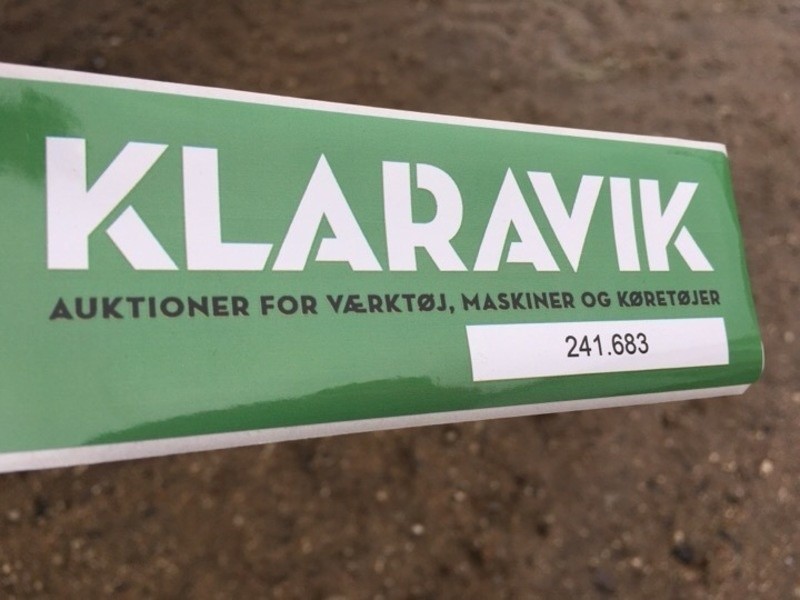 KLARAVIK
AUKTIONER FOR VÆRKTØJ, MASKINER OG KØRETØJER
241.683